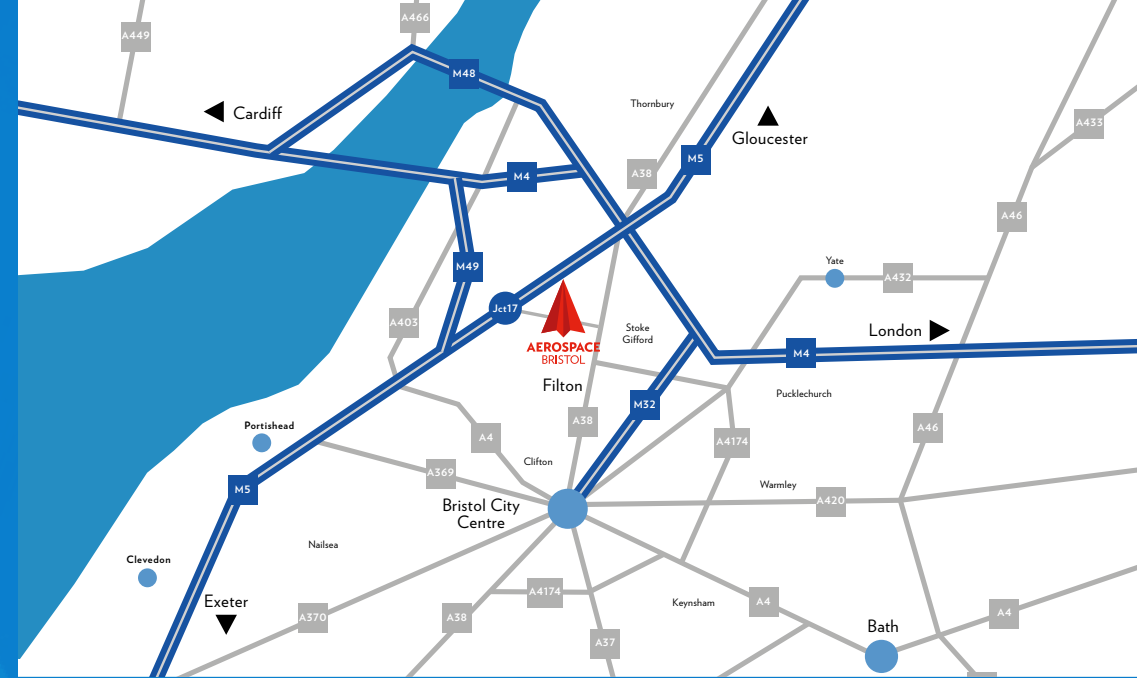 A466
A449
M48
Thornbury
Cardiff
A433
Gloucester
M5
A38
M4
A46
Yate
M49
A432
Jct17
A403
Stoke
Gifford
London
AEROSPACE
BRISTOL
M4
Filton
Pucklechurch
M32
A38
Portishead
A4
A4174
A46
Clifton
A369
M5
Warmley
A420
Bristol City
Centre
Nailsea
Clevedon
A4174
Exeter
Keynsham
A4
A370
A38
A4
Bath
A37